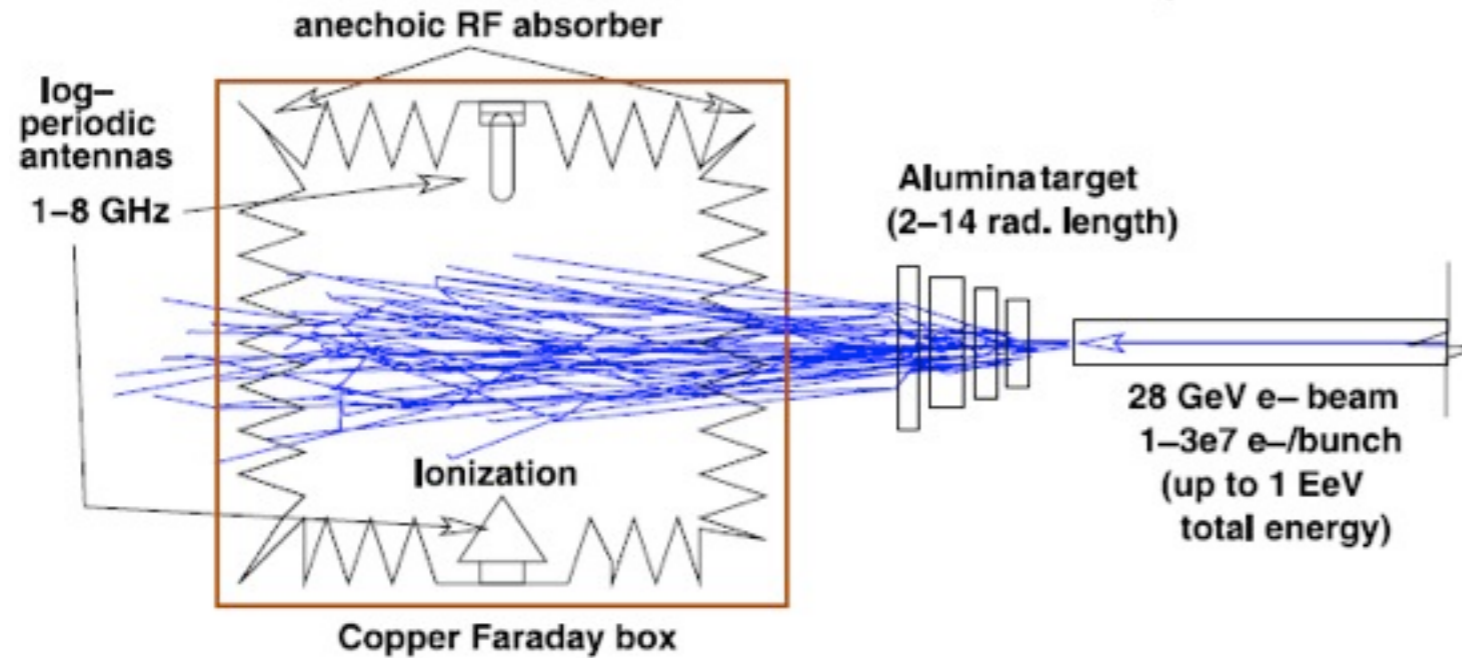 anechoic RF absorber
log–
periodic
antennas
1–8 GHz
Alumina target
(2–14 rad. length)
28 GeV e– beam
1–3e7 e–/bunch
(up to 1 EeV
total energy)
Ionization
Copper Faraday box